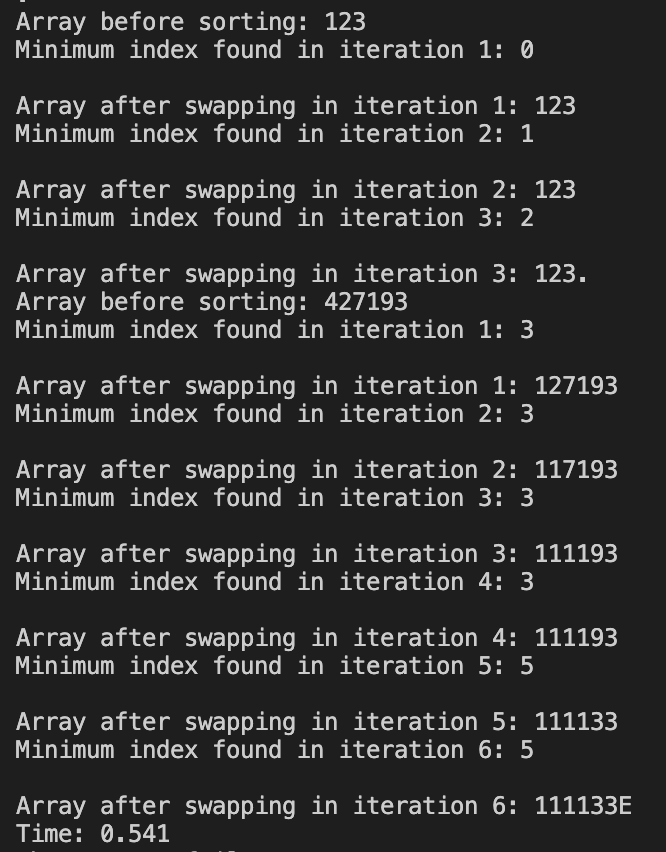 Array before sorting: 123
Minimum index found in iteration 1: 0
Array after swapping in iteration 1: 123
Minimum index found in iteration 2: 1
Array after swapping in iteration 2: 123
Minimum index found in iteration 3: 2
Array after swapping in iteration 3: 123.
Array before sorting: 427193
Minimum index found in iteration 1: 3
Array after swapping in iteration 1: 127193
Minimum index found in iteration 2: 3
Array after swapping in iteration 2: 117193
Minimum index found in iteration 3: 3
Array after swapping in iteration 3: 111193
Minimum index found in iteration 4: 3
Array after swapping in iteration 4: 111193
Minimum index found in iteration 5: 5
Array after swapping in iteration 5: 111133
Minimum index found in iteration 6: 5
Array after swapping in iteration 6: 111133E
Time: 0.541